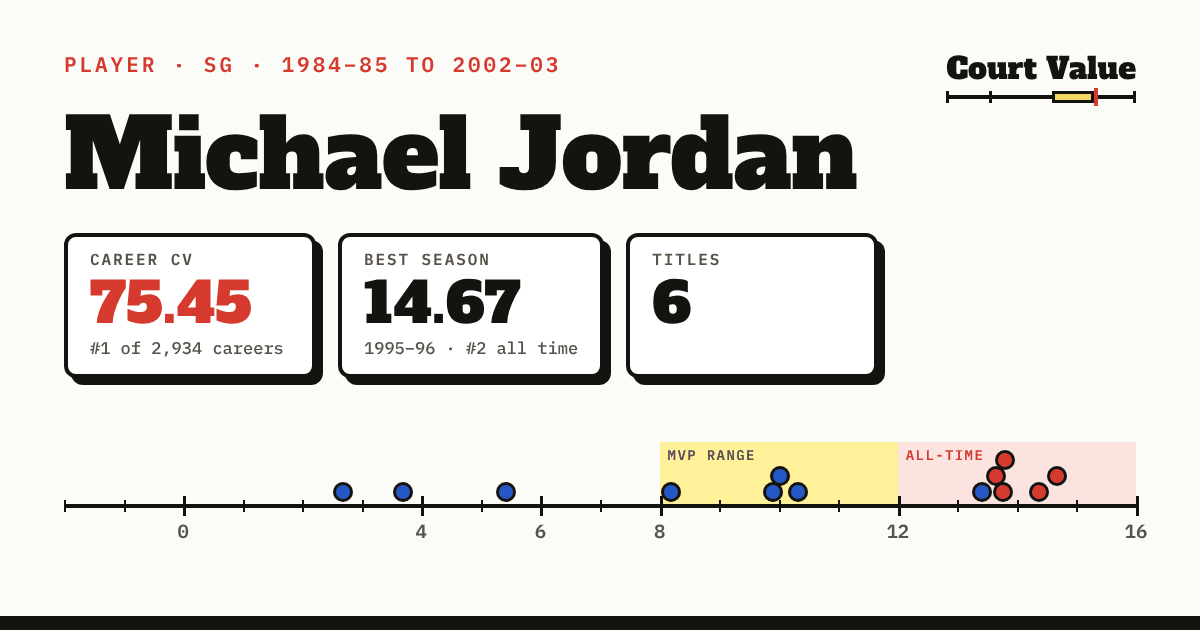 PLAYER · SG · 1984–85 TO 2002–03
Court Value
Michael Jordan
CAREER CV
75.45
#1 of 2,934 careers
BEST SEASON
14.67
1995–96 · #2 all time
TITLES
6
MVP RANGE
ALL-TIME
0 4 6 8 12 16